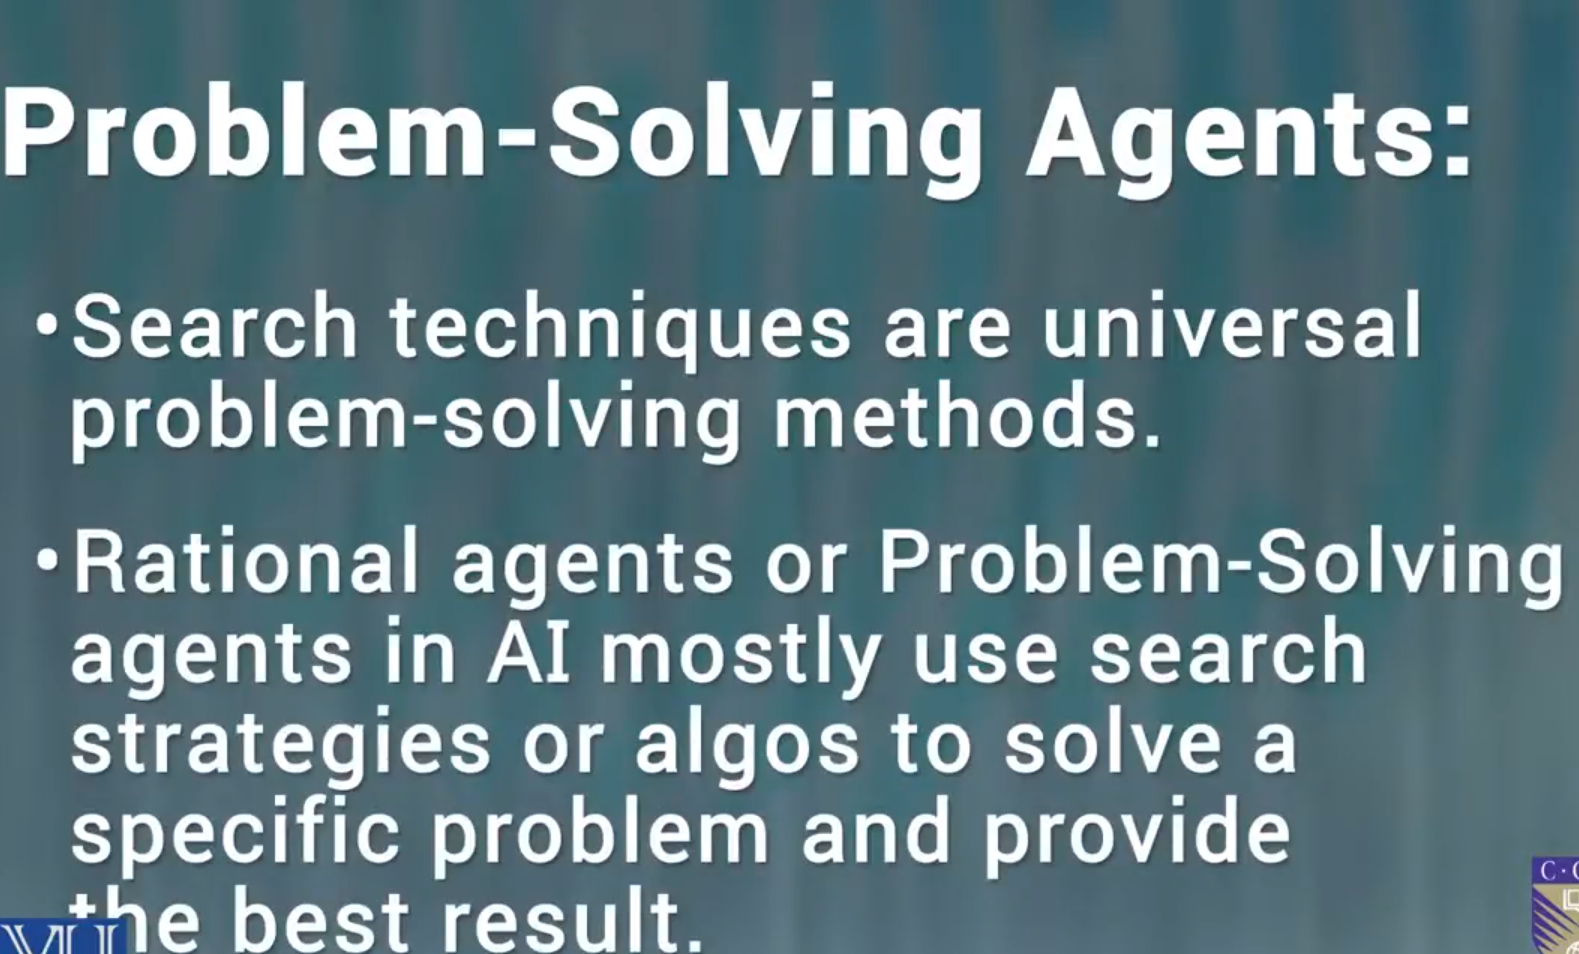 Problem-Solving Agents:
•Search techniques are universal
problem-solving methods.
•Rational agents or Problem-Solving
agents in AI mostly use search
strategies or algos to solve a
specific problem and provide
the best result.
VU